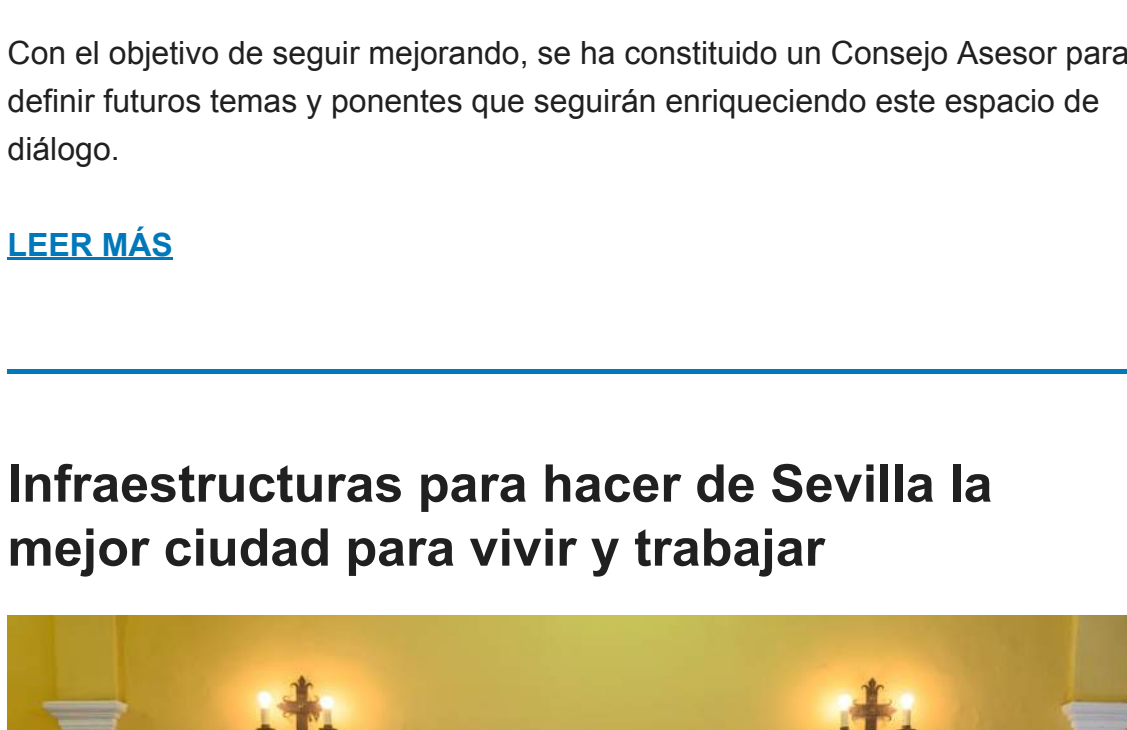 Con el objetivo de seguir mejorando, se ha constituido un Consejo Asesor para
definir futuros temas y ponentes que seguirán enriqueciendo este espacio de
diálogo.
LEER MÁS
Infraestructuras para hacer de Sevilla la
mejor ciudad para vivir y trabajar